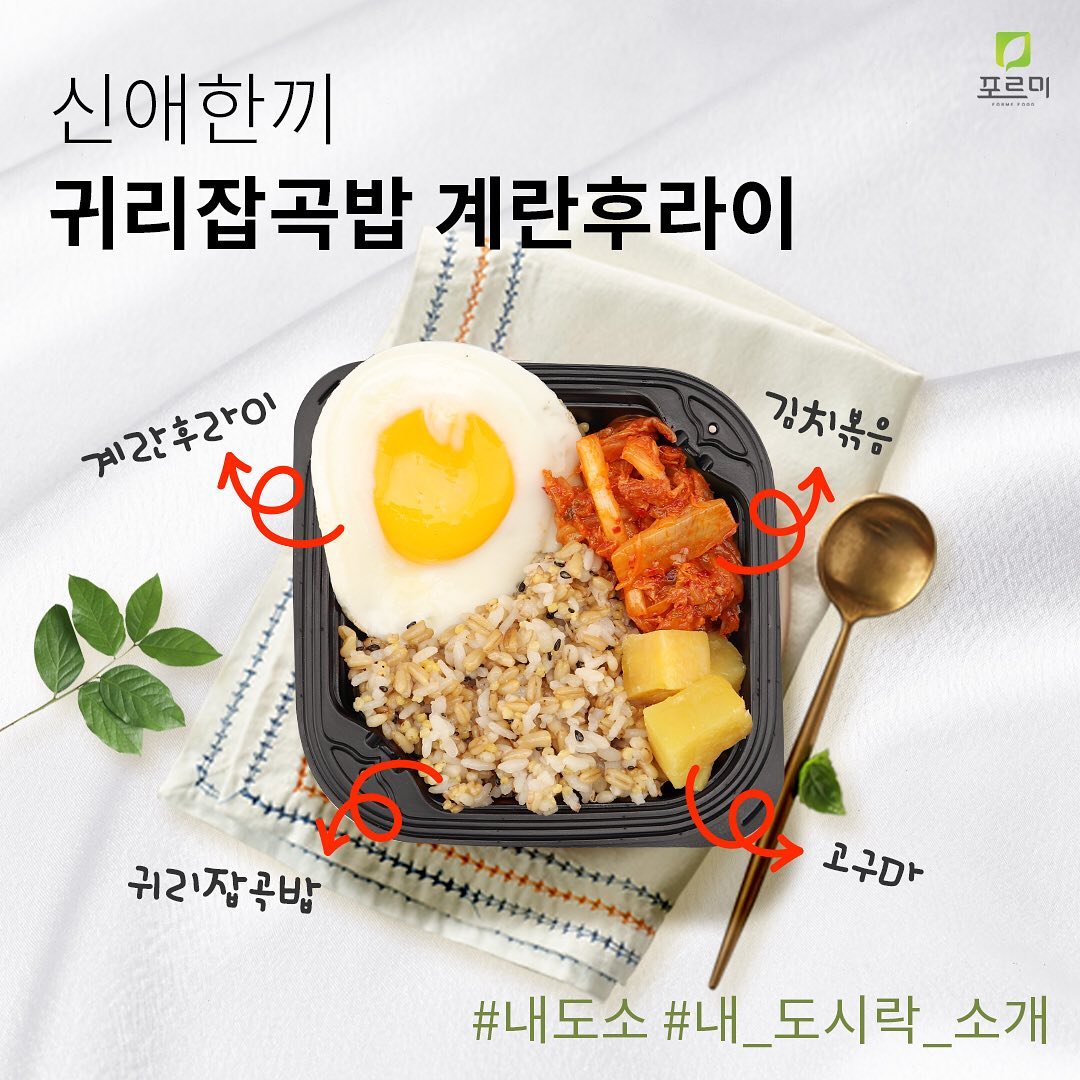 포르미
FORME FOOD
신애한끼
귀리잡곡밥 계란후라이
계란후라이
김치볶음
귀리잡곡밥
고구마
#내도소 #내_도시락_소개